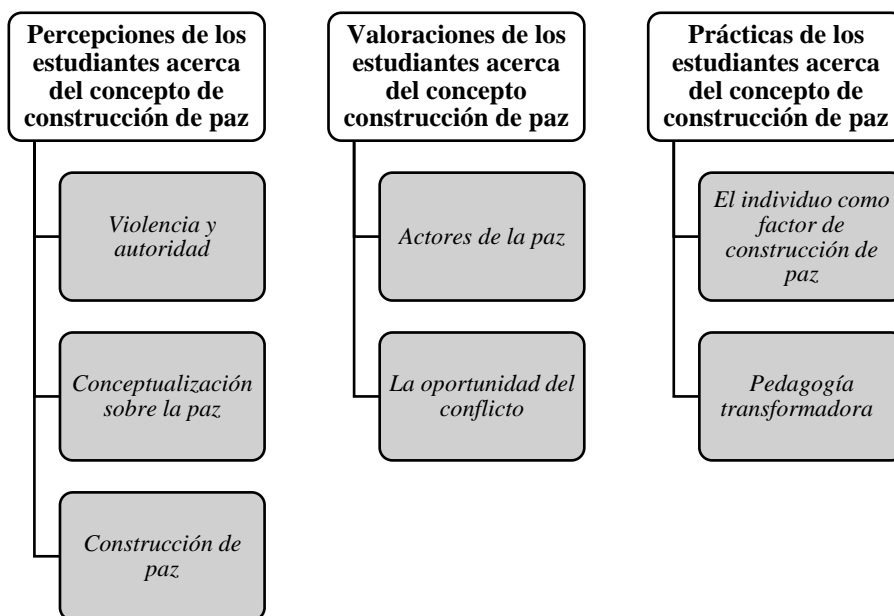 Percepciones de los
estudiantes acerca
del concepto de
construcción de paz
Violencia y
autoridad
Conceptualización
sobre la paz
Construcción de
paz
Valoraciones de los
estudiantes acerca
del concepto
construcción de paz
Actores de la paz
La oportunidad del
conflicto
Prácticas de los
estudiantes acerca
del concepto de
construcción de paz
El individuo como
factor de
construcción de
paz
Pedagogía
transformadora